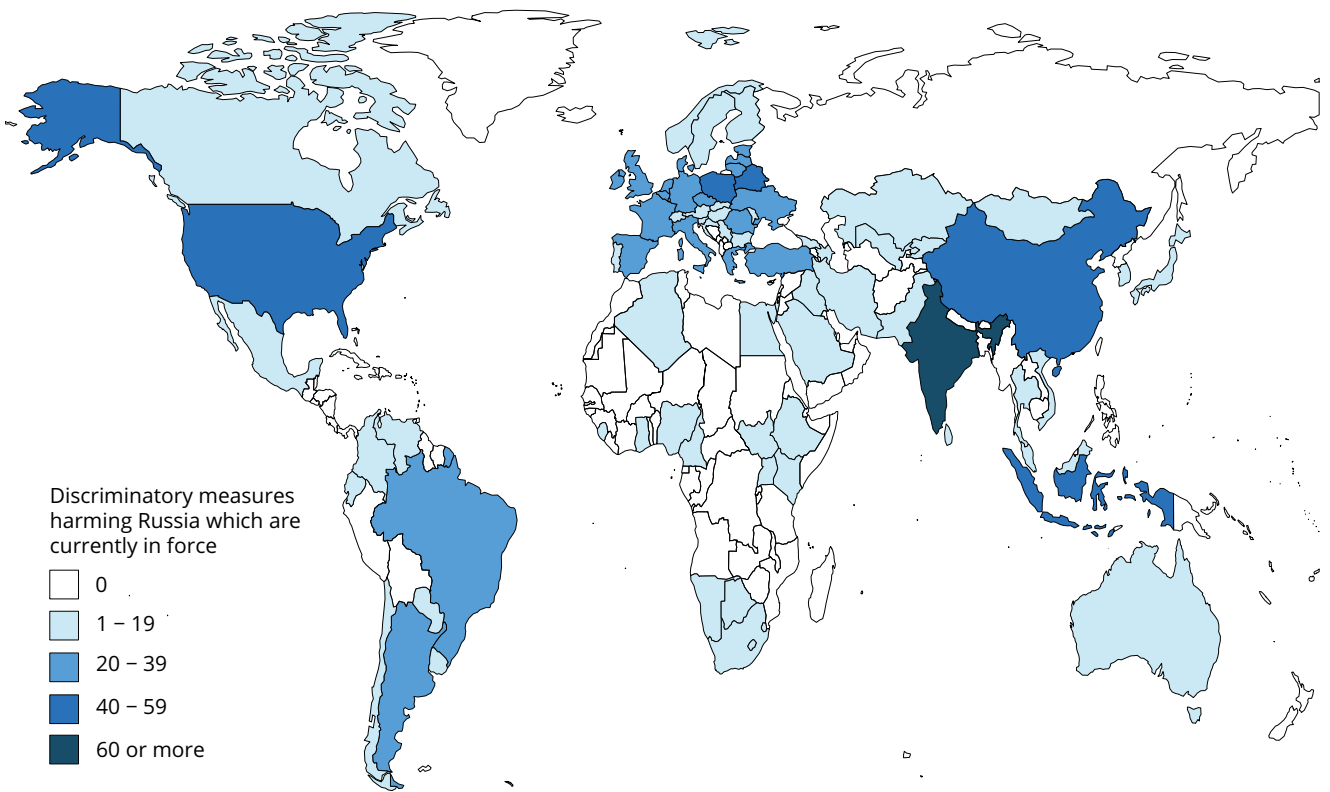 Discriminatory measures
harming Russia which are
currently in force
0
1 − 19
20 − 39
40 − 59
60 or more